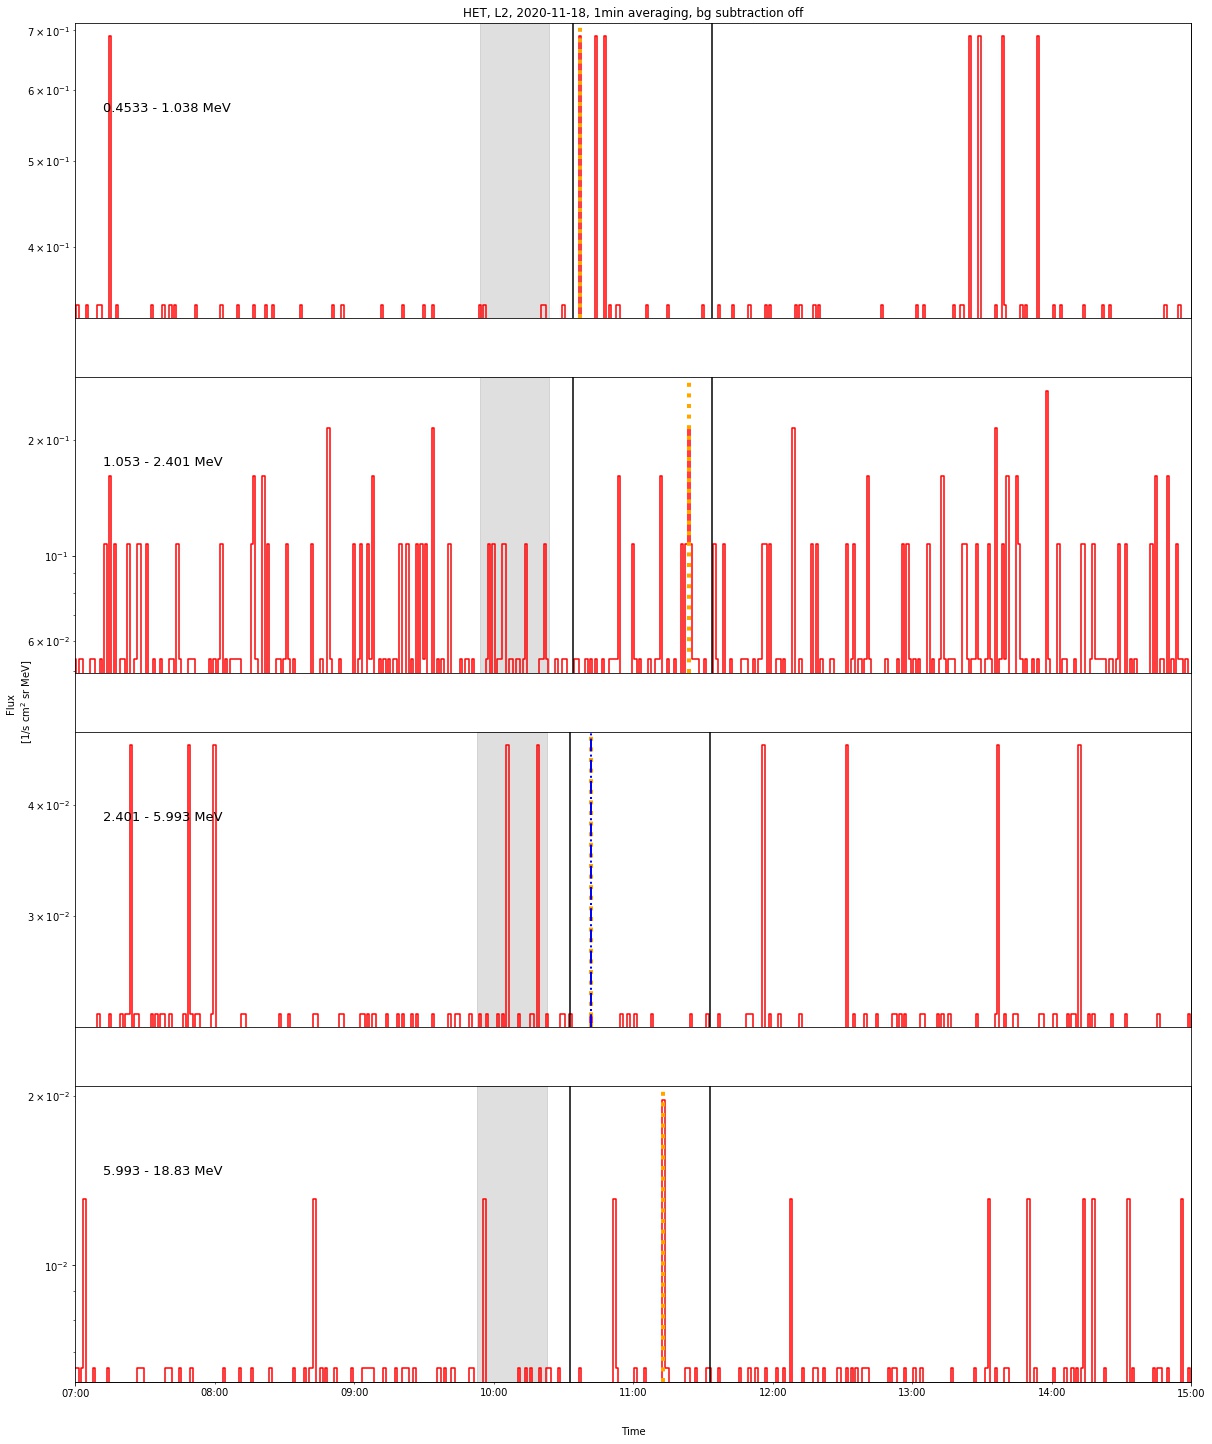 HET, L2, 2020-11-18, 1min averaging, bg subtraction off
7 × 10⁻¹
6 × 10⁻¹
0.4533 - 1.038 MeV
5 × 10⁻¹
4 × 10⁻¹
2 × 10⁻¹
1.053 - 2.401 MeV
10⁻¹
6 × 10⁻²
Flux
[1/s cm² sr MeV]
4 × 10⁻²
2.401 - 5.993 MeV
3 × 10⁻²
2 × 10⁻²
5.993 - 18.83 MeV
10⁻²
07:00 08:00 09:00 10:00 11:00 12:00 13:00 14:00 15:00
Time